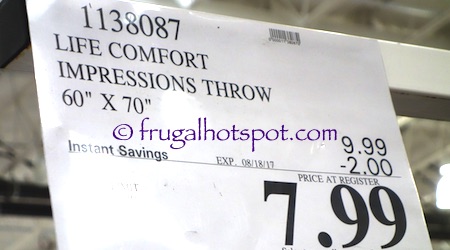 1138087
LIFE COMFORT
IMPRESSIONS THROW
60" X 70"
© frugalhotspot.com
9.99
Instant Savings EXP. 08/18/17 -2.00
PRICE AT REGISTER
7.99